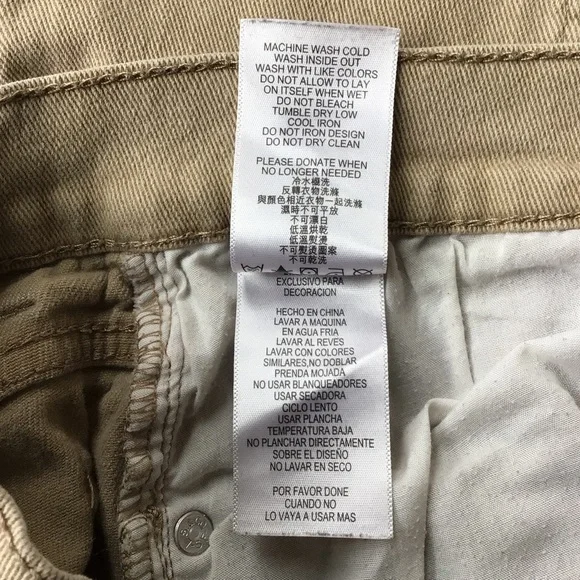 MACHINE WASH COLD
WASH INSIDE OUT
WASH WITH LIKE COLORS
DO NOT ALLOW TO LAY
ON ITSELF WHEN WET
DO NOT BLEACH
TUMBLE DRY LOW
COOL IRON
DO NOT IRON DESIGN
DO NOT DRY CLEAN
PLEASE DONATE WHEN
NO LONGER NEEDED
冷水機洗
反轉衣物洗滌
與顏色相近衣物一起洗滌
濕時不可平放
不可漂白
低溫烘乾
低溫熨燙
不可熨燙圖案
不可乾洗
EXCLUSIVO PARA
DECORACION
HECHO EN CHINA
LAVAR A MAQUINA
EN AGUA FRIA
LAVAR AL REVES
LAVAR CON COLORES
SIMILARES,NO DOBLAR
PRENDA MOJADA
NO USAR BLANQUEADORES
USAR SECADORA
CICLO LENTO
USAR PLANCHA
TEMPERATURA BAJA
NO PLANCHAR DIRECTAMENTE
SOBRE EL DISEÑO
NO LAVAR EN SECO
POR FAVOR DONE
CUANDO NO
LO VAYA A USAR MAS